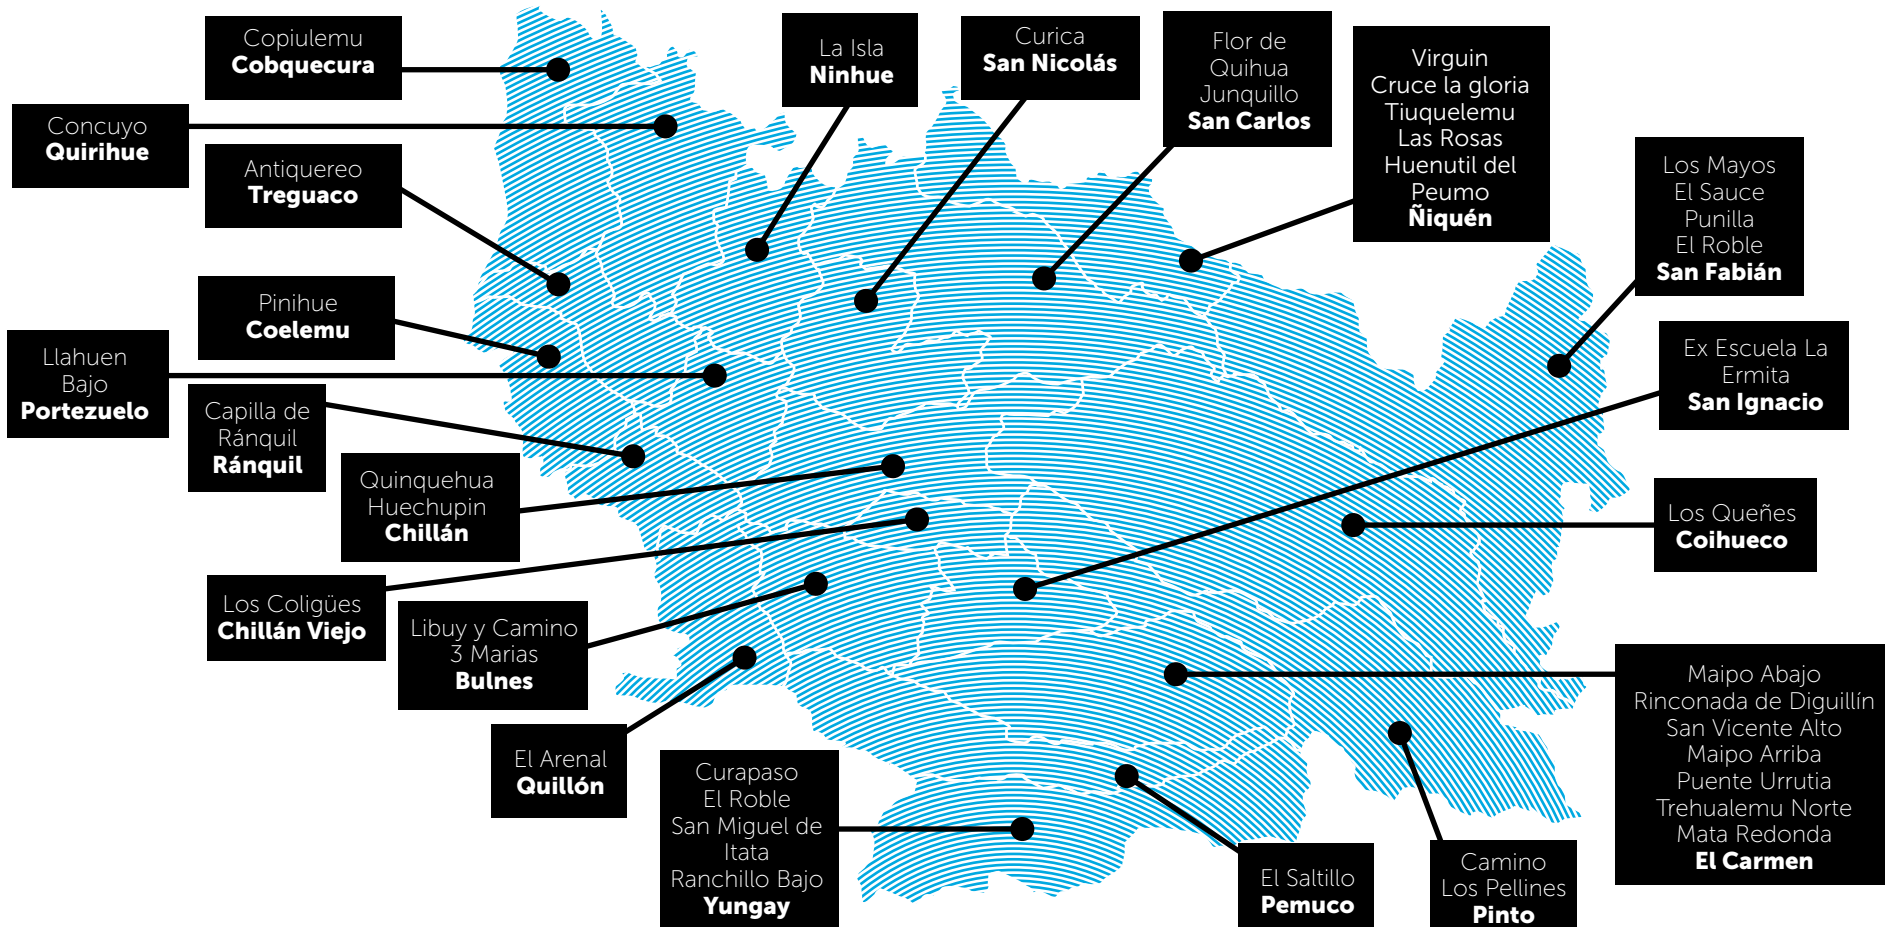 Copiulemu
Cobquecura
La Isla
Ninhue
Curica
San Nicolás
Flor de
Quihua
Junquillo
San Carlos
Virguin
Cruce la gloria
Tiuquelemu
Las Rosas
Huenutil del
Peumo
Ñiquén
Concuyo
Quirihue
Antiquereo
Treguaco
Los Mayos
El Sauce
Punilla
El Roble
San Fabián
Pinihue
Coelemu
Llahuen
Bajo
Portezuelo
Ex Escuela La
Ermita
San Ignacio
Capilla de
Ránquil
Ránquil
Quinquehua
Huechupin
Chillán
Los Queñes
Coihueco
Los Coligües
Chillán Viejo
Libuy y Camino
3 Marias
Bulnes
El Arenal
Quillón
Curapaso
El Roble
San Miguel de
Itata
Ranchillo Bajo
Yungay
El Saltillo
Pemuco
Camino
Los Pellines
Pinto
Maipo Abajo
Rinconada de Diguillín
San Vicente Alto
Maipo Arriba
Puente Urrutia
Trehualemu Norte
Mata Redonda
El Carmen